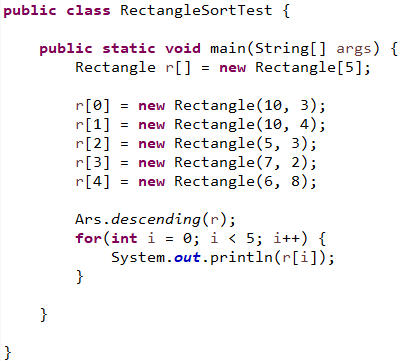 public class RectangleSortTest {
public static void main(String[] args) {
Rectangle r[] = new Rectangle[5];
r[0] = new Rectangle(10, 3);
r[1] = new Rectangle(10, 4);
r[2] = new Rectangle(5, 3);
r[3] = new Rectangle(7, 2);
r[4] = new Rectangle(6, 8);
Ars.descending(r);
for(int i = 0; i < 5; i++) {
System.out.println(r[i]);
}
}
}